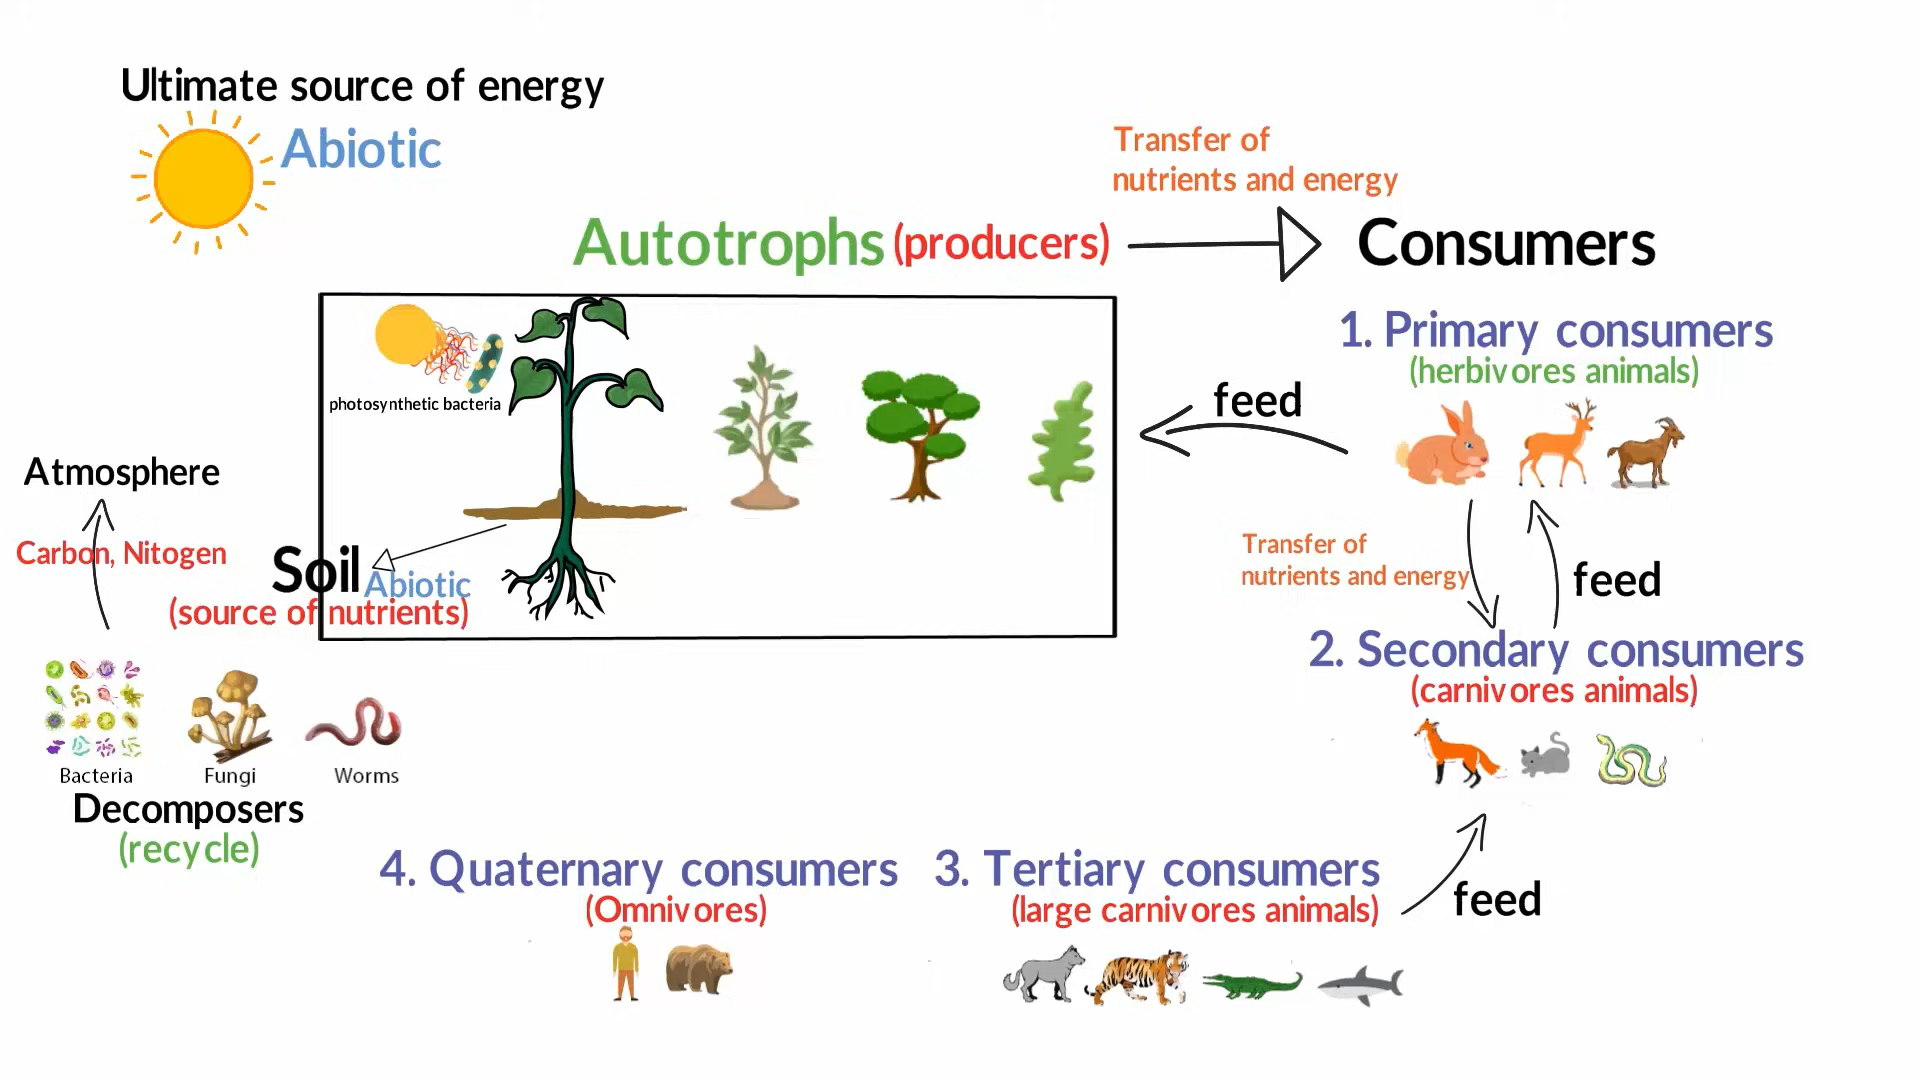 Ultimate source of energy
Abiotic
Transfer of
nutrients and energy
Autotrophs (producers)
Consumers
1. Primary consumers
(herbivores animals)
photosynthetic bacteria
feed
Atmosphere
Carbon, Nitogen
Soil
Abiotic
(source of nutrients)
Transfer of
nutrients and energy
feed
2. Secondary consumers
(carnivores animals)
Bacteria
Fungi
Worms
Decomposers
(recycle)
4. Quaternary consumers
(Omnivores)
3. Tertiary consumers
(large carnivores animals)
feed